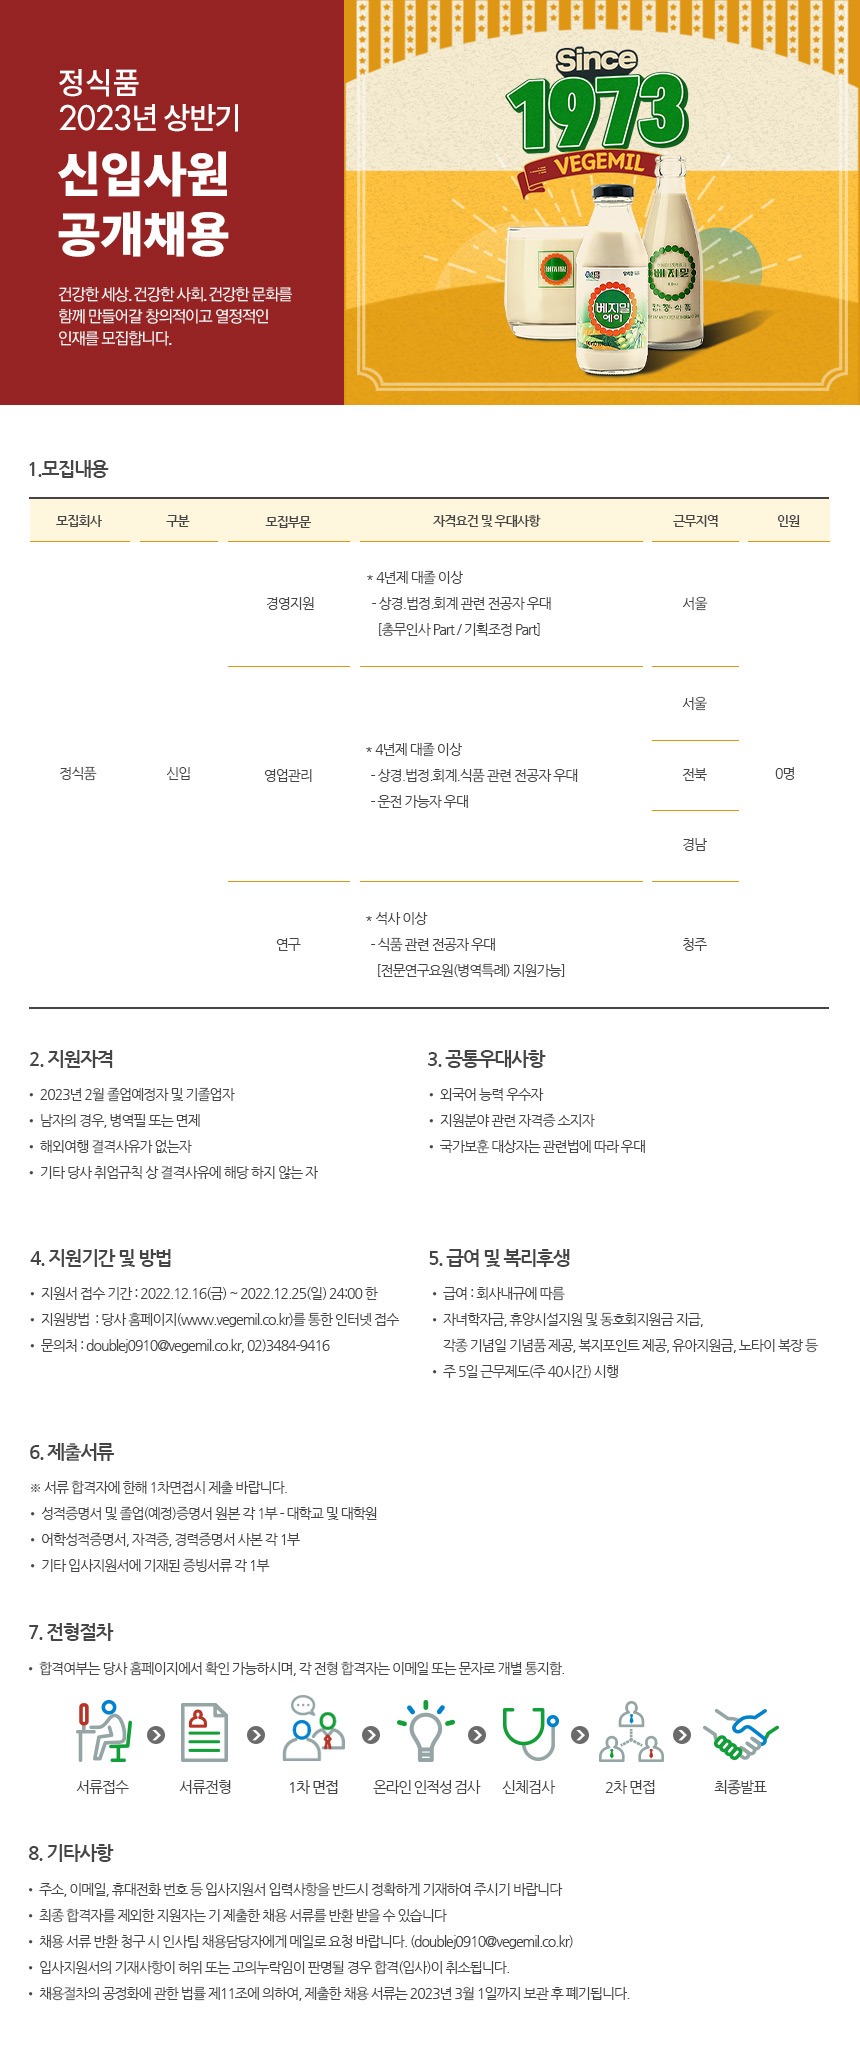 정식품
2023년 상반기
신입사원
공개채용
건강한 세상. 건강한 사회. 건강한 문화를
함께 만들어갈 창의적이고 열정적인
인재를 모집합니다.
Since
1973
VEGEMIL
베지밀
베지밀
에이
베지밀
정식품
1.모집내용
모집회사 구분 모집부문 자격요건 및 우대사항 근무지역 인원
정식품 신입 0명
경영지원
* 4년제 대졸 이상
- 상경.법정.회계 관련 전공자 우대
[총무인사 Part / 기획조정 Part]
서울
영업관리
* 4년제 대졸 이상
- 상경.법정.회계.식품 관련 전공자 우대
- 운전 가능자 우대
서울
전북
경남
연구
* 석사 이상
- 식품 관련 전공자 우대
[전문연구요원(병역특례) 지원가능]
청주
2. 지원자격
• 2023년 2월 졸업예정자 및 기졸업자
• 남자의 경우, 병역필 또는 면제
• 해외여행 결격사유가 없는자
• 기타 당사 취업규칙 상 결격사유에 해당 하지 않는 자
3. 공통우대사항
• 외국어 능력 우수자
• 지원분야 관련 자격증 소지자
• 국가보훈 대상자는 관련법에 따라 우대
4. 지원기간 및 방법
• 지원서 접수 기간 : 2022.12.16(금) ~ 2022.12.25(일) 24:00 한
• 지원방법 : 당사 홈페이지(www.vegemil.co.kr)를 통한 인터넷 접수
• 문의처 : doublej0910@vegemil.co.kr, 02)3484-9416
5. 급여 및 복리후생
• 급여 : 회사내규에 따름
• 자녀학자금, 휴양시설지원 및 동호회지원금 지급,
각종 기념일 기념품 제공, 복지포인트 제공, 유아지원금, 노타이 복장 등
• 주 5일 근무제도(주 40시간) 시행
6. 제출서류
※ 서류 합격자에 한해 1차면접시 제출 바랍니다.
• 성적증명서 및 졸업(예정)증명서 원본 각 1부 - 대학교 및 대학원
• 어학성적증명서, 자격증, 경력증명서 사본 각 1부
• 기타 입사지원서에 기재된 증빙서류 각 1부
7. 전형절차
• 합격여부는 당사 홈페이지에서 확인 가능하시며, 각 전형 합격자는 이메일 또는 문자로 개별 통지함.
서류접수 서류전형 1차 면접 온라인 인적성 검사 신체검사 2차 면접 최종발표
8. 기타사항
• 주소, 이메일, 휴대전화 번호 등 입사지원서 입력사항을 반드시 정확하게 기재하여 주시기 바랍니다
• 최종 합격자를 제외한 지원자는 기 제출한 채용 서류를 반환 받을 수 있습니다
• 채용 서류 반환 청구 시 인사팀 채용담당자에게 메일로 요청 바랍니다. (doublej0910@vegemil.co.kr)
• 입사지원서의 기재사항이 허위 또는 고의누락임이 판명될 경우 합격(입사)이 취소됩니다.
• 채용절차의 공정화에 관한 법률 제11조에 의하여, 제출한 채용 서류는 2023년 3월 1일까지 보관 후 폐기됩니다.